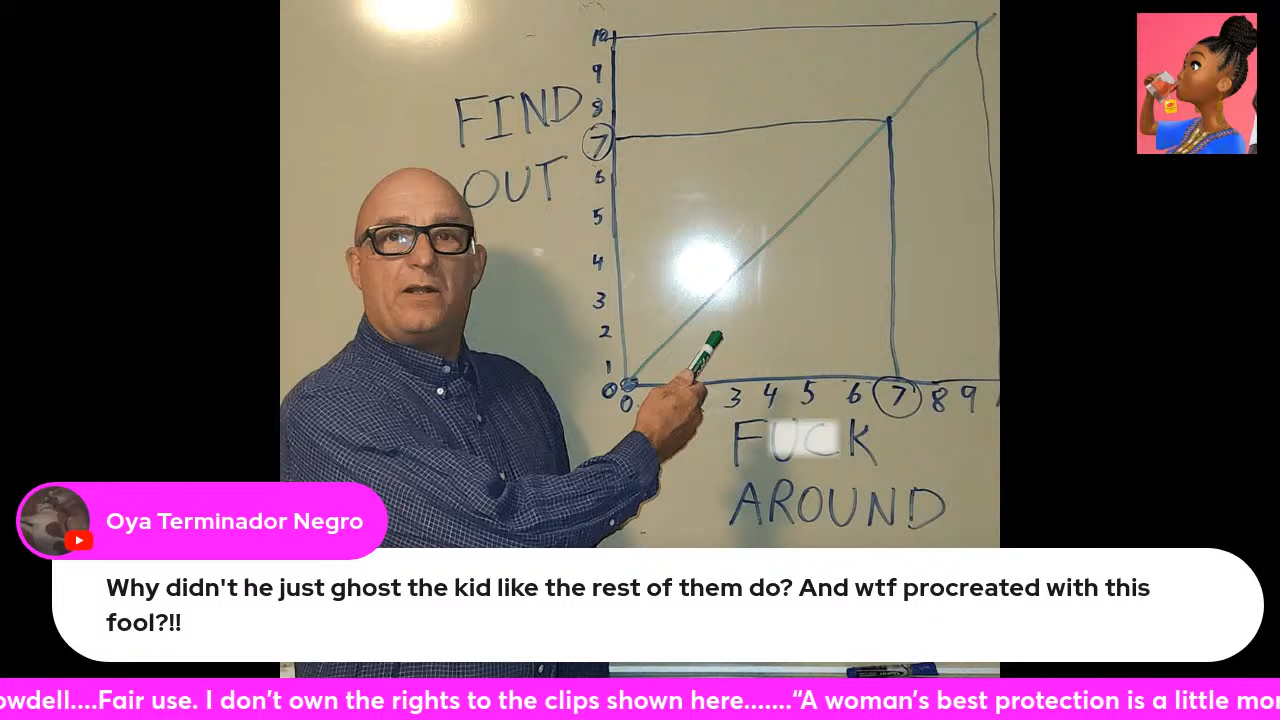 10
9
FIND
8
7
OUT
6
5
4
3
2
1
0
0 3 4 5 6 7 8 9
FUCK
AROUND
Oya Terminador Negro
Why didn't he just ghost the kid like the rest of them do? And wtf procreated with this
fool?!!
owdell....Fair use. I don’t own the rights to the clips shown here.......“A woman’s best protection is a little mo